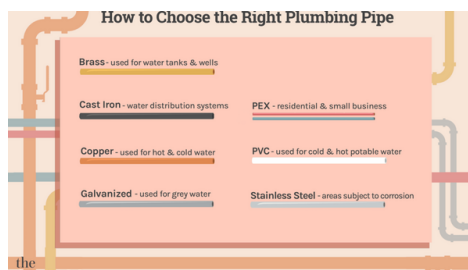 How to Choose the Right Plumbing Pipe
Brass - used for water tanks & wells
Cast Iron - water distribution systems
PEX - residential & small business
Copper - used for hot & cold water
PVC - used for cold & hot potable water
Galvanized - used for grey water
Stainless Steel - areas subject to corrosion
the